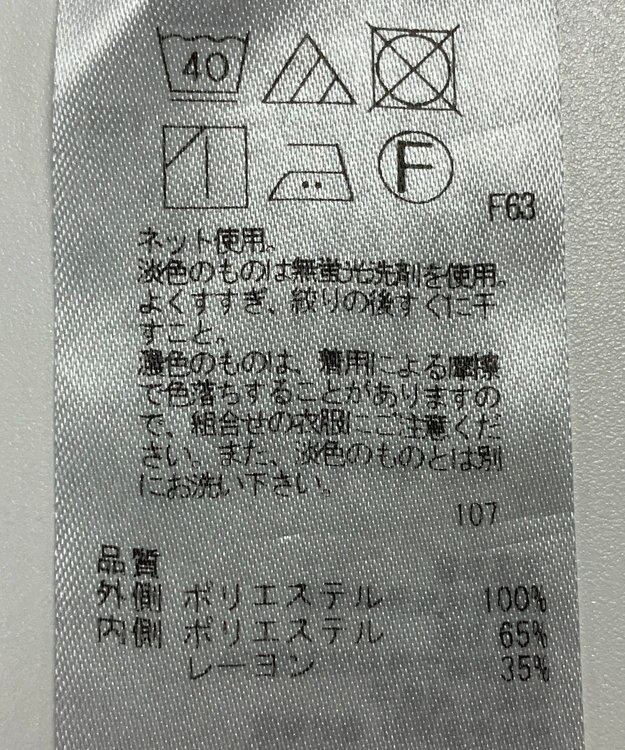 40
F
F63
ネット使用。
淡色のものは無蛍光洗剤を使用。
よくすすぎ、絞りの後すぐに干
すこと。
濃色のものは、着用による摩擦
で色落ちすることがありますの
で、組合せの衣服にご注意くだ
さい。また、淡色のものとは別
にお洗い下さい。
107
品質
外側 ポリエステル 100%
内側 ポリエステル 65%
レーヨン 35%